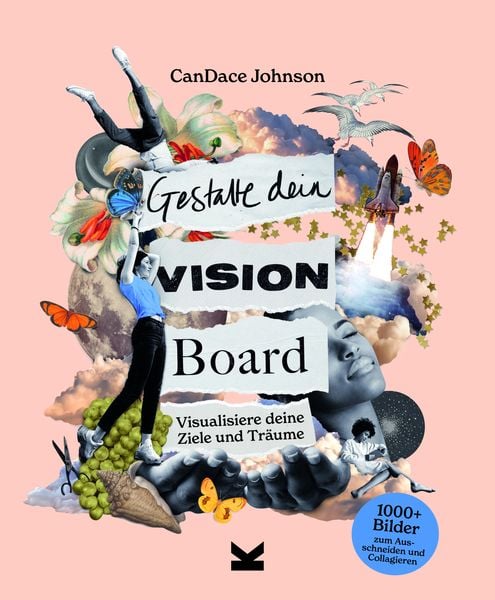 CanDace Johnson
Gestalte dein
VISION
Board
Visualisiere deine
Ziele und Träume
1000+
Bilder
zum Aus-
schneiden und
Collagieren